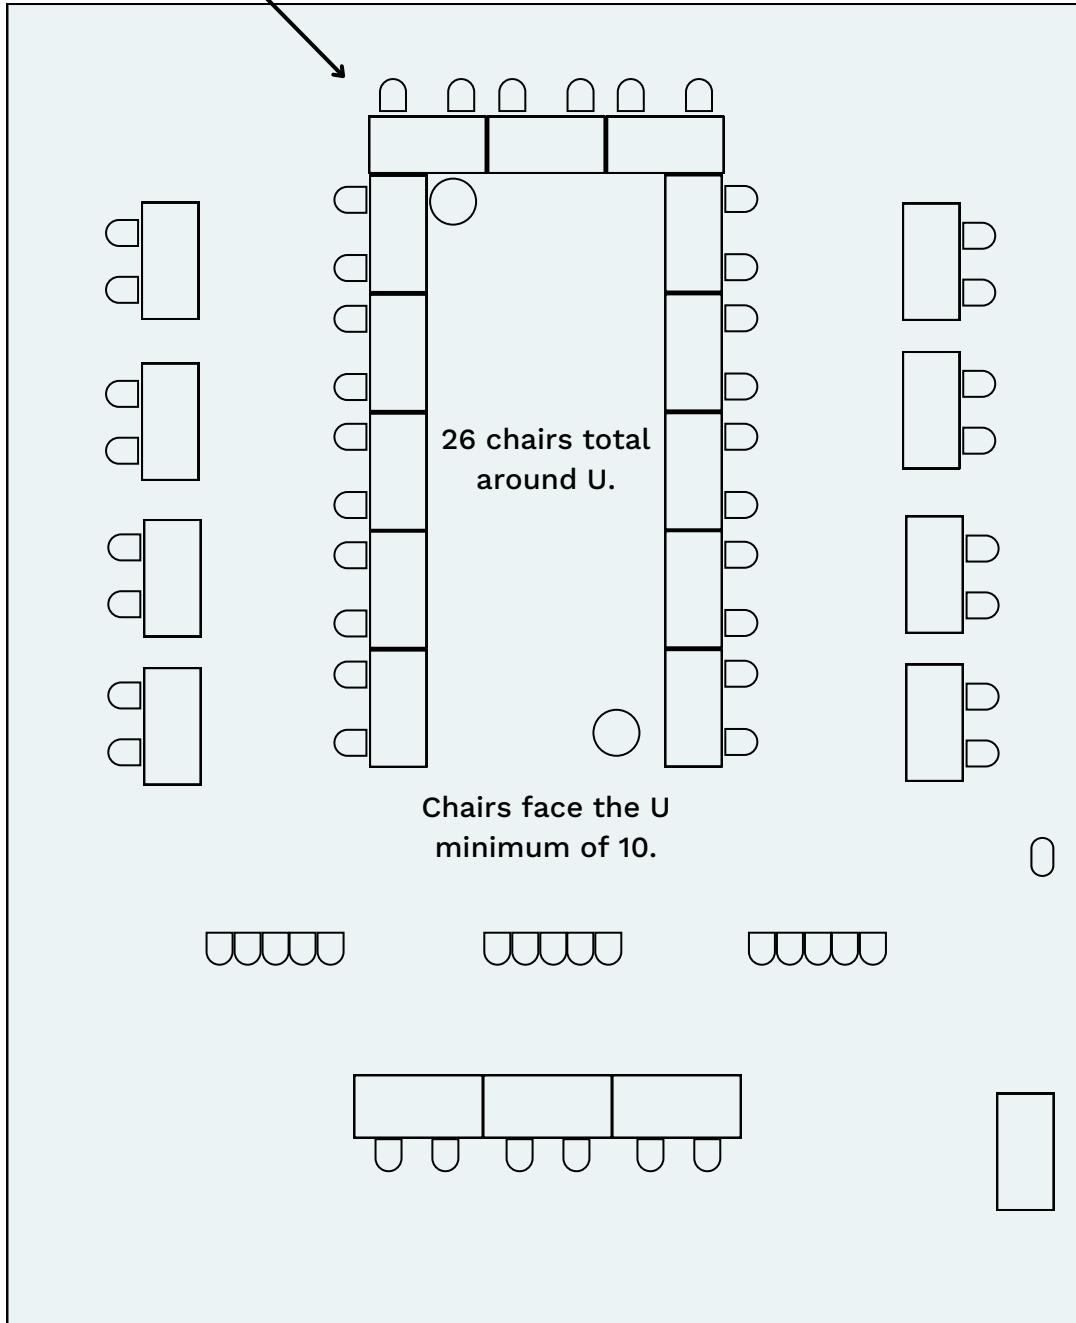 26 chairs total
around U.
Chairs face the U
minimum of 10.